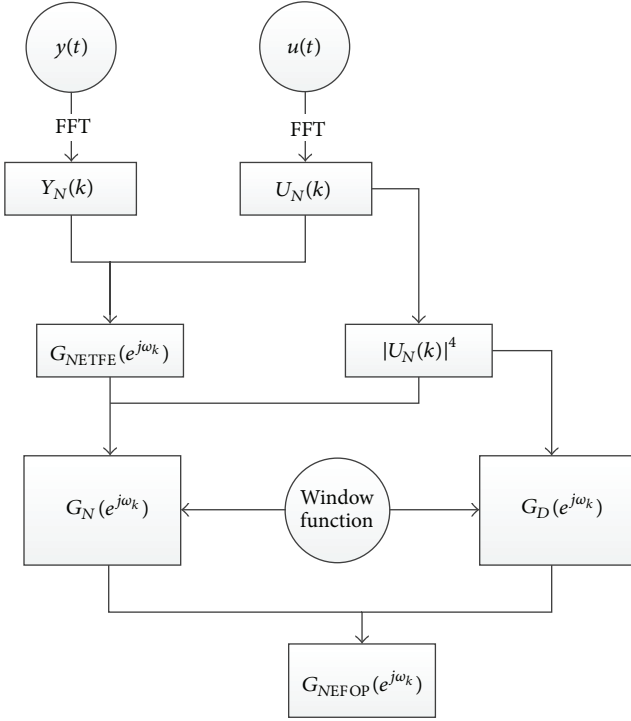 y(t)
u(t)
FFT
FFT
Y_N(k)
U_N(k)
G_NETFE(e^{jω_k})
|U_N(k)|^4
G_N(e^{jω_k})
Window
function
G_D(e^{jω_k})
G_NEFOP(e^{jω_k})